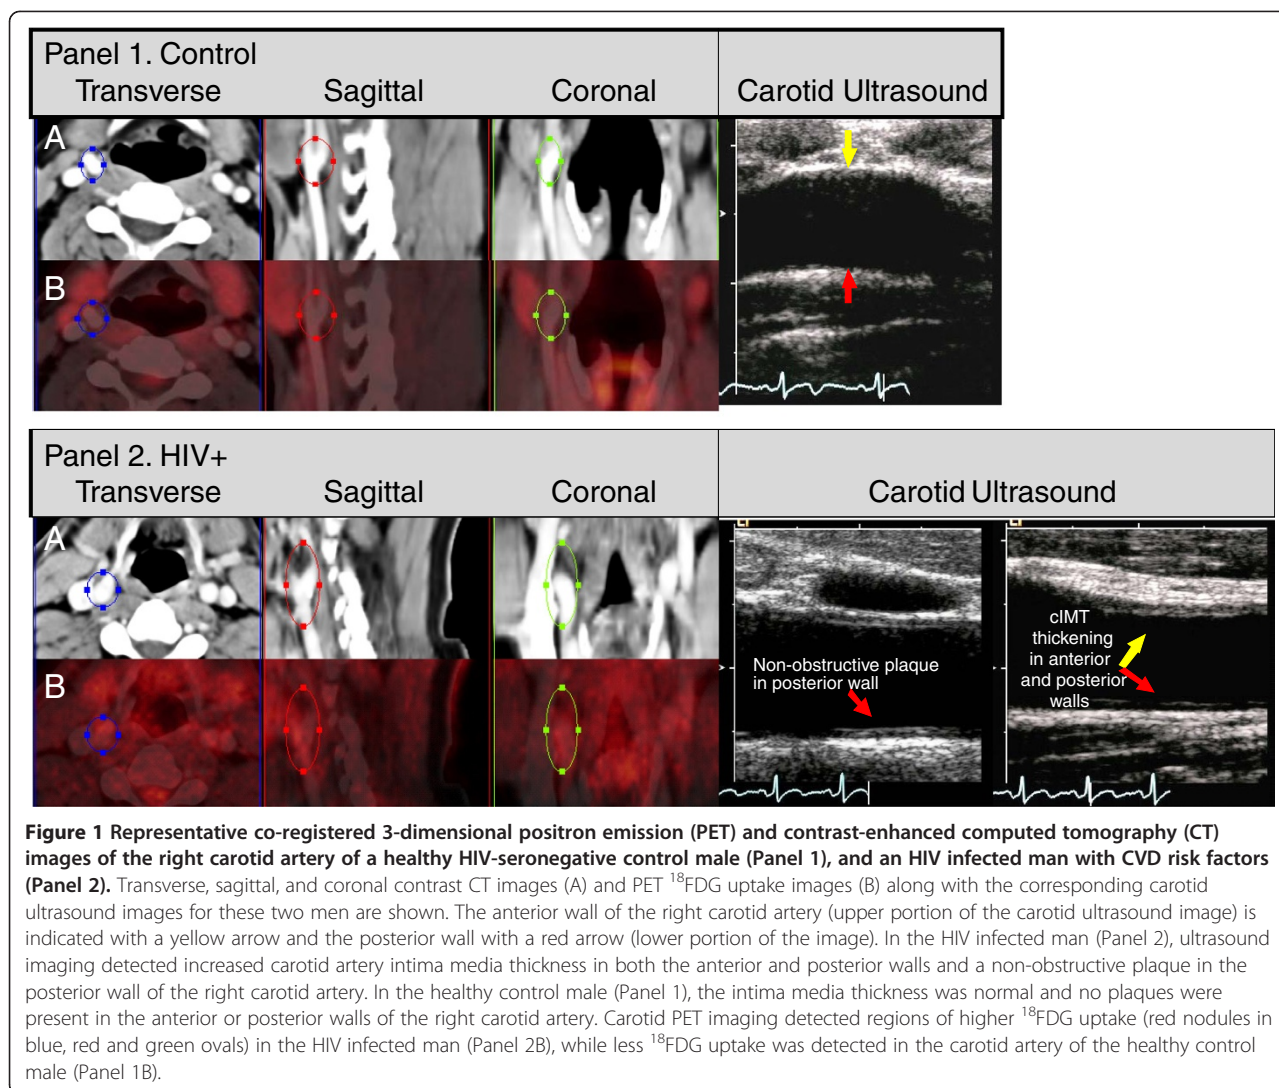 Panel 1. Control
Transverse Sagittal Coronal Carotid Ultrasound
A
B
Panel 2. HIV+
Transverse Sagittal Coronal Carotid Ultrasound
A
B
Non-obstructive plaque
in posterior wall
cIMT
thickening
in anterior
and posterior
walls
Figure 1 Representative co-registered 3-dimensional positron emission (PET) and contrast-enhanced computed tomography (CT)
images of the right carotid artery of a healthy HIV-seronegative control male (Panel 1), and an HIV infected man with CVD risk factors
(Panel 2). Transverse, sagittal, and coronal contrast CT images (A) and PET ¹⁸FDG uptake images (B) along with the corresponding carotid
ultrasound images for these two men are shown. The anterior wall of the right carotid artery (upper portion of the carotid ultrasound image) is
indicated with a yellow arrow and the posterior wall with a red arrow (lower portion of the image). In the HIV infected man (Panel 2), ultrasound
imaging detected increased carotid artery intima media thickness in both the anterior and posterior walls and a non-obstructive plaque in the
posterior wall of the right carotid artery. In the healthy control male (Panel 1), the intima media thickness was normal and no plaques were
present in the anterior or posterior walls of the right carotid artery. Carotid PET imaging detected regions of higher ¹⁸FDG uptake (red nodules in
blue, red and green ovals) in the HIV infected man (Panel 2B), while less ¹⁸FDG uptake was detected in the carotid artery of the healthy control
male (Panel 1B).